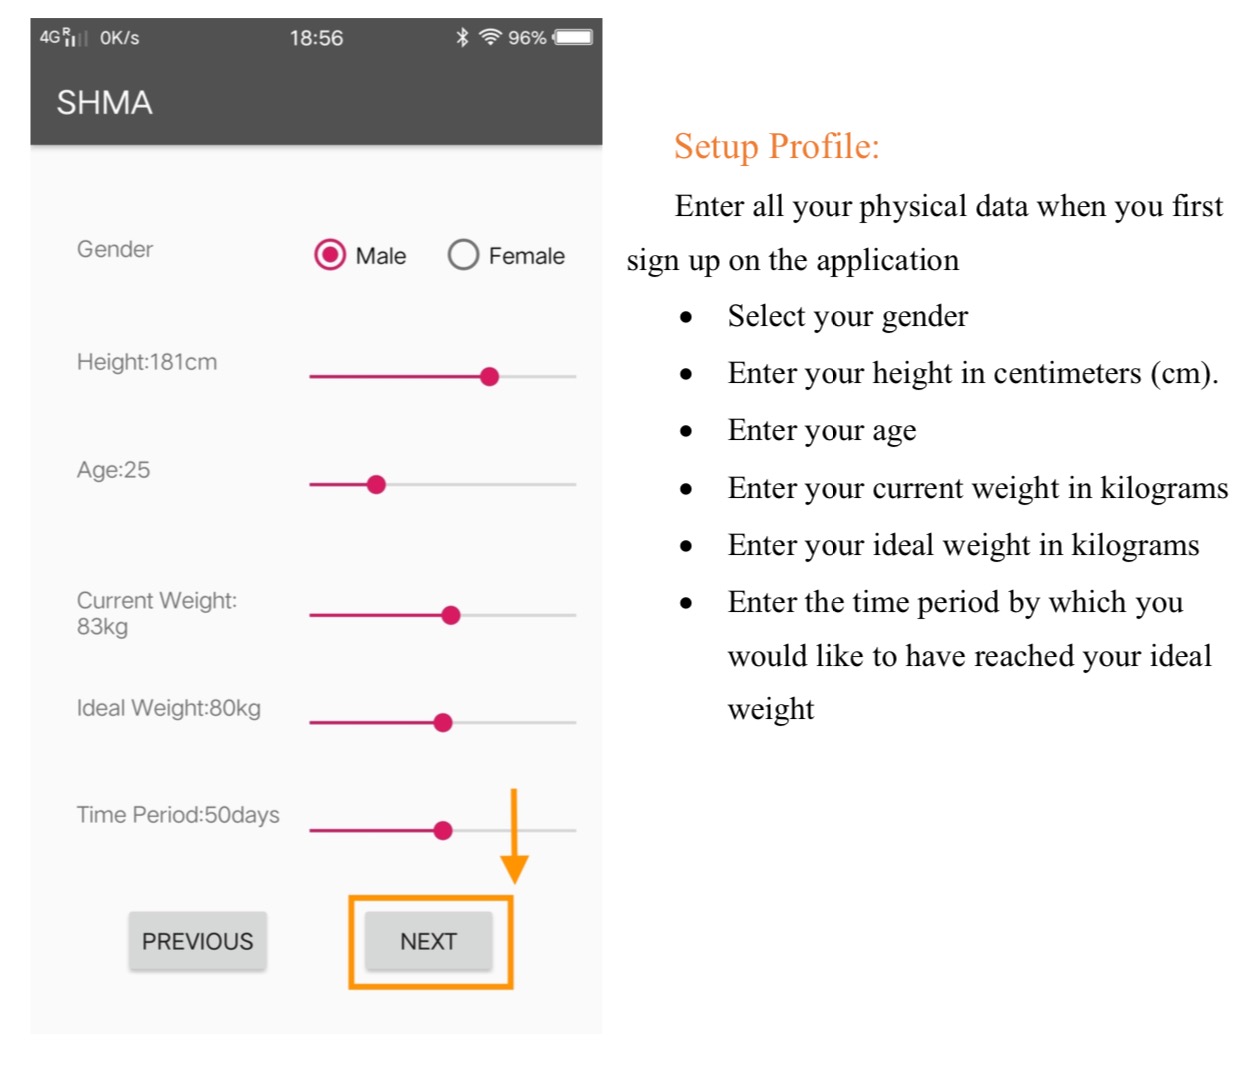 4G R 0K/s 18:56 96%
SHMA
Gender Male Female
Height:181cm
Age:25
Current Weight:
83kg
Ideal Weight:80kg
Time Period:50days
PREVIOUS NEXT
Setup Profile:
Enter all your physical data when you first
sign up on the application
• Select your gender
• Enter your height in centimeters (cm).
• Enter your age
• Enter your current weight in kilograms
• Enter your ideal weight in kilograms
• Enter the time period by which you
would like to have reached your ideal
weight